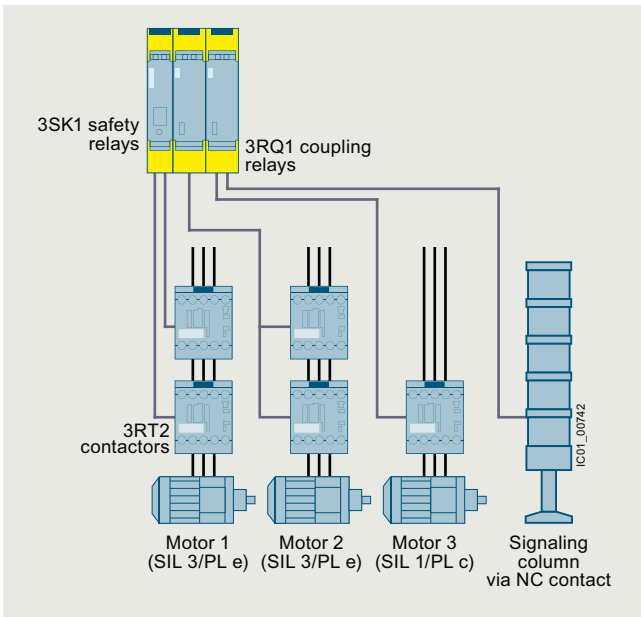 3SK1 safety
relays
3RQ1 coupling
relays
3RT2
contactors
IC01_00742
Motor 1
(SIL 3/PL e)
Motor 2
(SIL 3/PL e)
Motor 3
(SIL 1/PL c)
Signaling
column
via NC contact